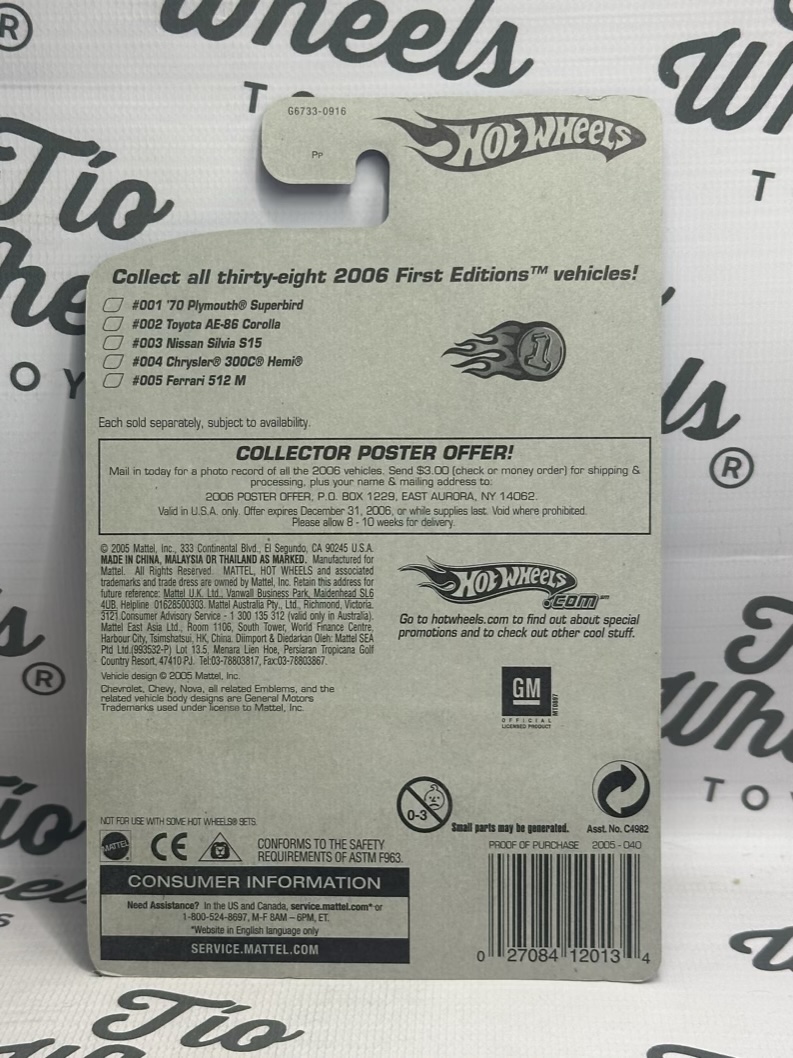 Wheels
®
TO
Wh
T
G6733-0916
HOT WHEELS
Pp
Tío
Whe
OY
Collect all thirty-eight 2006 First Editions™ vehicles!
#001 '70 Plymouth® Superbird
#002 Toyota AE-86 Corolla
#003 Nissan Silvia S15
#004 Chrysler® 300C® Hemi®
#005 Ferrari 512 M
1
ls
®
Each sold separately, subject to availability.
COLLECTOR POSTER OFFER!
Mail in today for a photo record of all the 2006 vehicles. Send $3.00 (check or money order) for shipping &
processing, plus your name & mailing address to:
2006 POSTER OFFER, P.O. BOX 1229, EAST AURORA, NY 14062.
Valid in U.S.A. only. Offer expires December 31, 2006, or while supplies last. Void where prohibited.
Please allow 8 - 10 weeks for delivery.
© 2005 Mattel, Inc., 333 Continental Blvd., El Segundo, CA 90245 U.S.A.
MADE IN CHINA, MALAYSIA OR THAILAND AS MARKED. Manufactured for
Mattel. All Rights Reserved. MATTEL, HOT WHEELS and associated
trademarks and trade dress are owned by Mattel, Inc. Retain this address for
future reference: Mattel U.K. Ltd., Vanwall Business Park, Maidenhead SL6
4UB. Helpline 01628500303. Mattel Australia Pty., Ltd., Richmond, Victoria.
3121.Consumer Advisory Service - 1 300 135 312 (valid only in Australia).
Mattel East Asia Ltd., Room 1106, South Tower, World Finance Centre,
Harbour City, Tsimshatsui, HK, China. Diimport & Diedarkan Oleh: Mattel SEA
Ptd Ltd.(993532-P) Lot 13.5, Menara Lien Hoe, Persiaran Tropicana Golf
Country Resort, 47410 PJ. Tel:03-78803817, Fax:03-78803867.
HOT WHEELS
.COM℠
Go to hotwheels.com to find out about special
promotions and to check out other cool stuff.
Vehicle design © 2005 Mattel, Inc.
Chevrolet, Chevy, Nova, all related Emblems, and the
related vehicle body designs are General Motors
Trademarks used under license to Mattel, Inc.
GM
OFFICIAL
LICENSED PRODUCT
®
Tío
Whe
TOY
0-3
Small parts may be generated.
Asst. No. C4982
NOT FOR USE WITH SOME HOT WHEELS® SETS.
MATTEL
CE
CONFORMS TO THE SAFETY
REQUIREMENTS OF ASTM F963.
PROOF OF PURCHASE 2005 - 040
CONSUMER INFORMATION
Need Assistance? In the US and Canada, service.mattel.com* or
1-800-524-8697, M-F 8AM – 6PM, ET.
*Website in English language only
SERVICE.MATTEL.COM
0 27084 12013 4
Tío